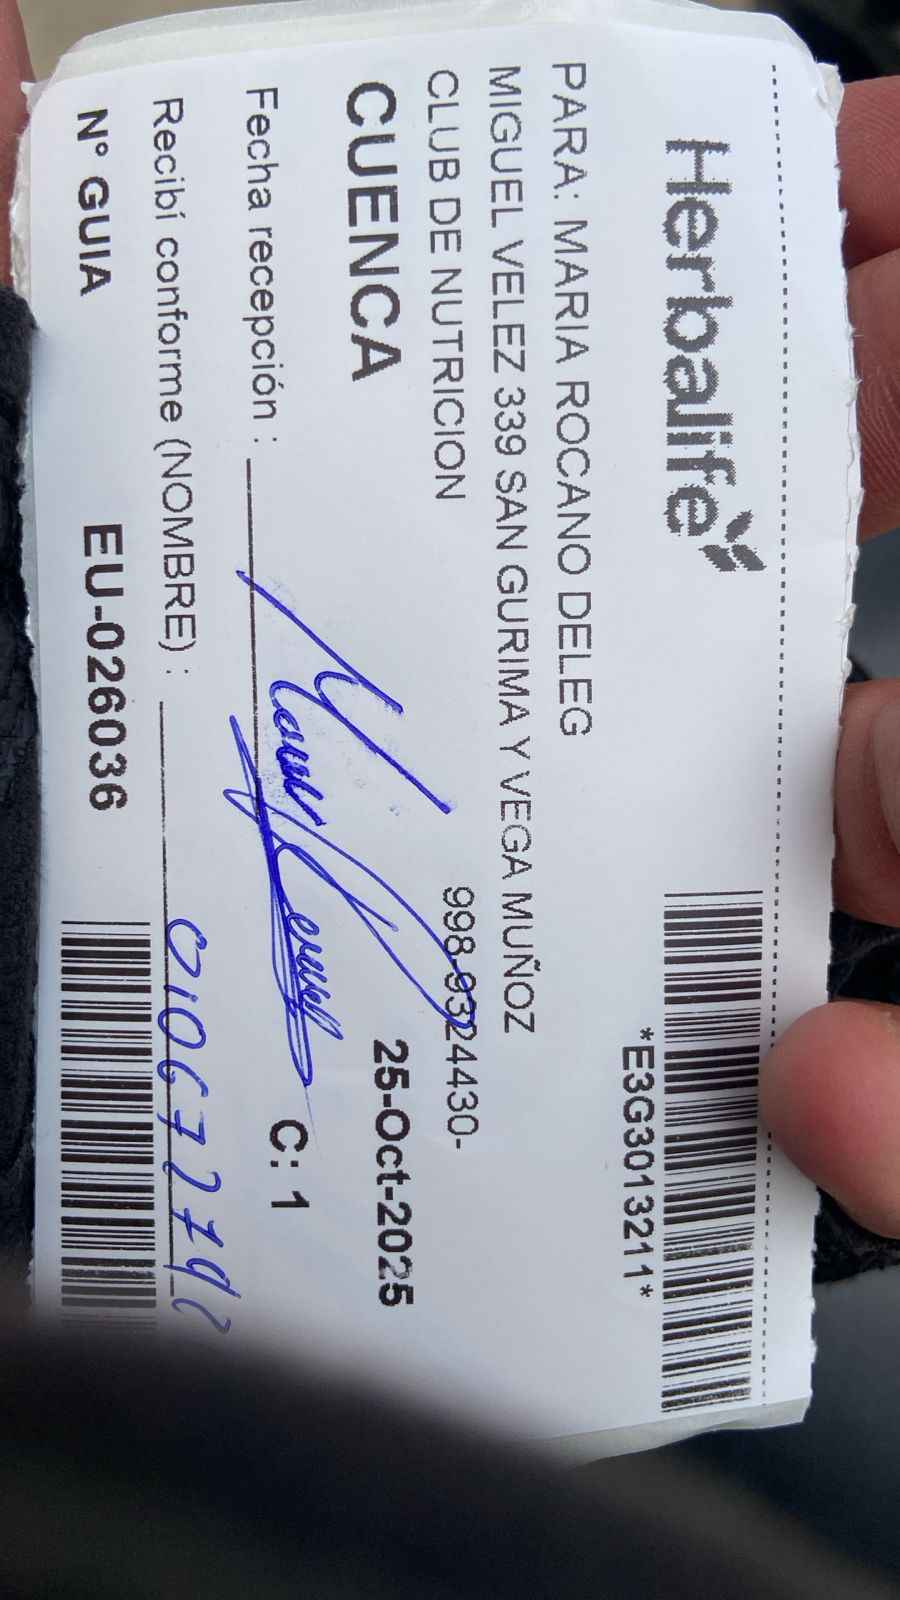 Herbalife
*E3G3013211*
PARA: MARIA ROCANO DELEG
MIGUEL VELEZ 339 SAN GURIMA Y VEGA MUÑOZ
CLUB DE NUTRICION 998-9324430-
CUENCA 25-Oct-2025
Fecha recepción : C: 1
Recibí conforme (NOMBRE) :
Nº GUIA EU-026036